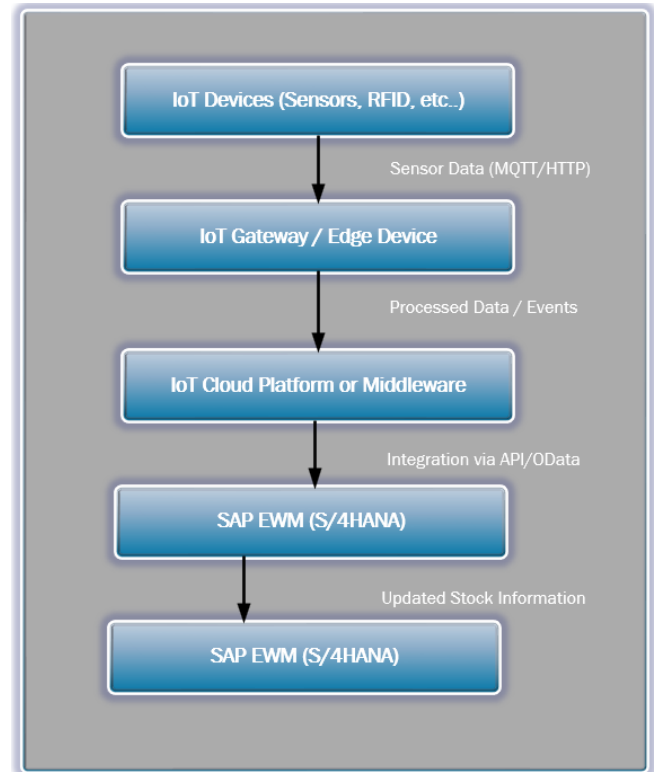 IoT Devices (Sensors, RFID, etc..)
Sensor Data (MQTT/HTTP)
IoT Gateway / Edge Device
Processed Data / Events
IoT Cloud Platform or Middleware
Integration via API/OData
SAP EWM (S/4HANA)
Updated Stock Information
SAP EWM (S/4HANA)